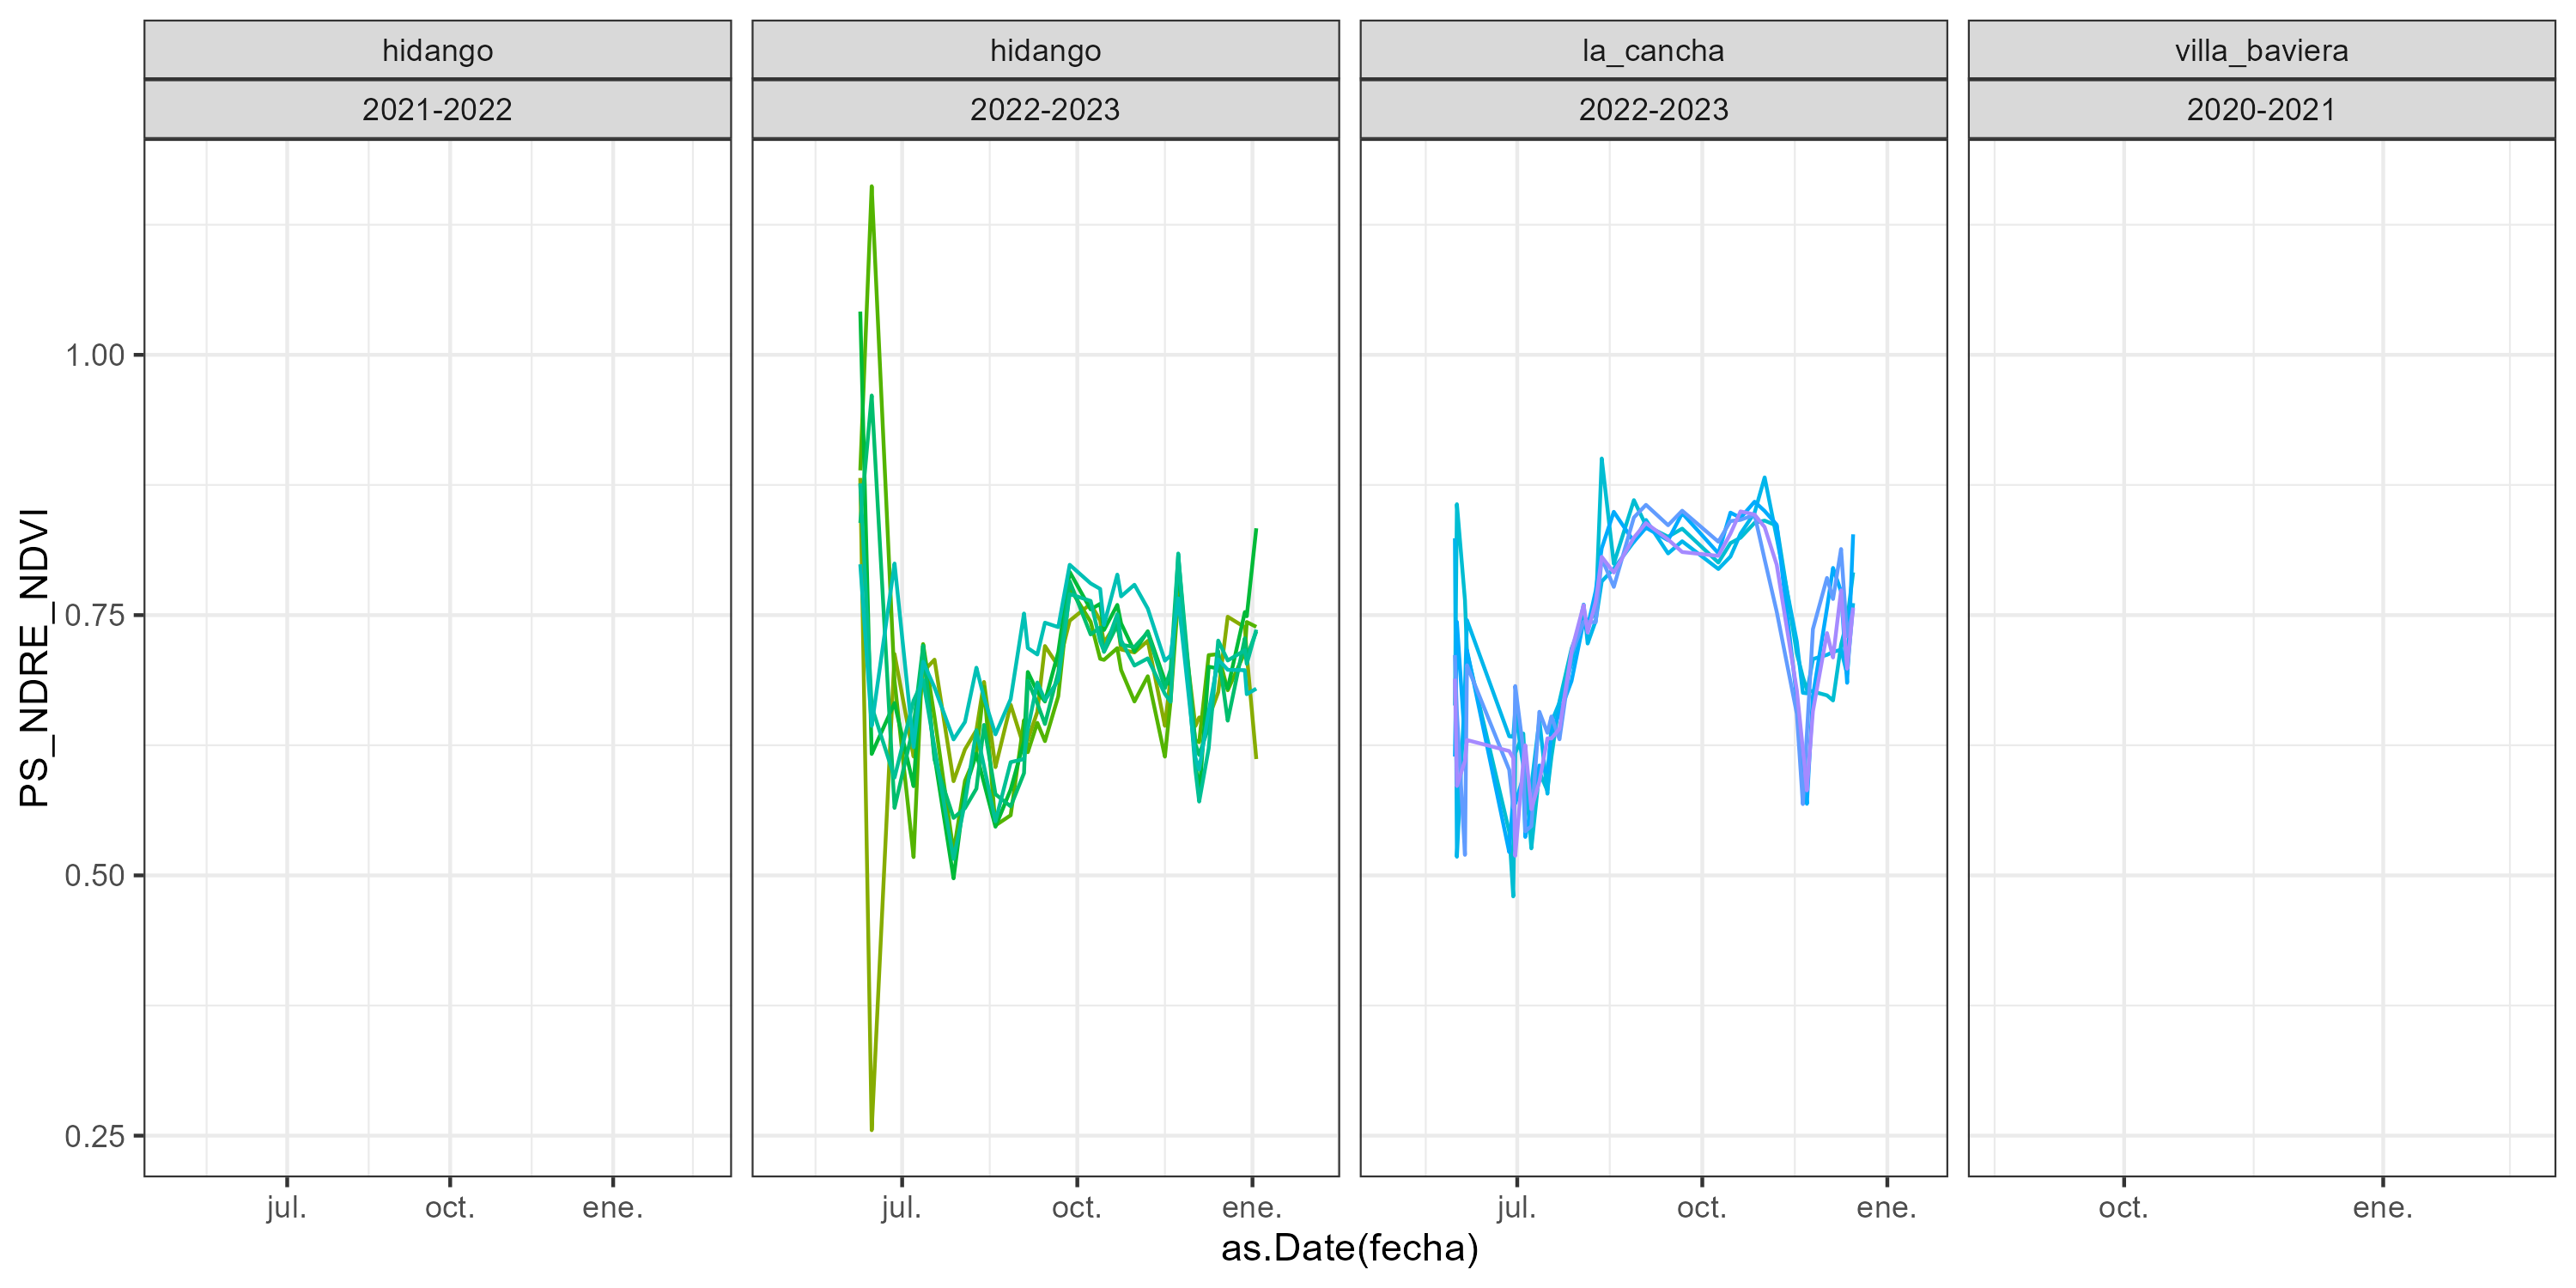 hidango hidango la_cancha villa_baviera
2021-2022 2022-2023 2022-2023 2020-2021
PS_NDRE_NDVI
1.00
0.75
0.50
0.25
jul. oct. ene. jul. oct. ene. jul. oct. ene. oct. ene.
as.Date(fecha)